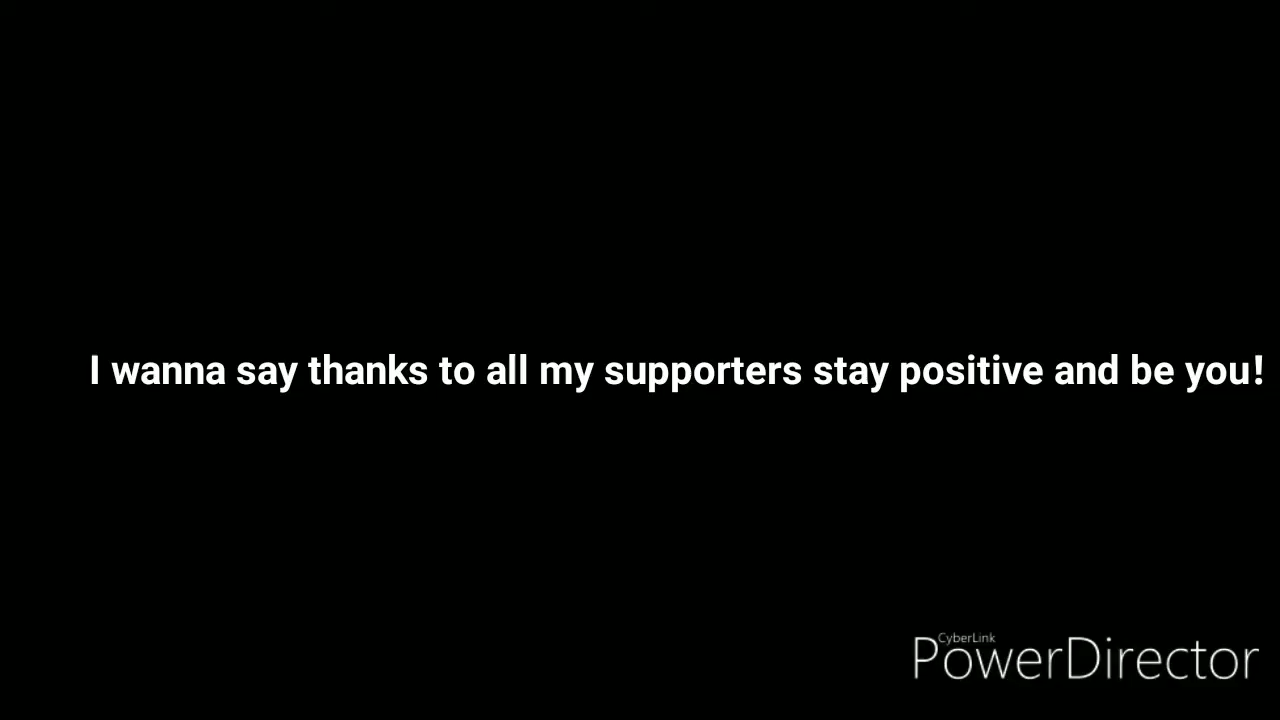 I wanna say thanks to all my supporters stay positive and be you!
CyberLink
PowerDirector